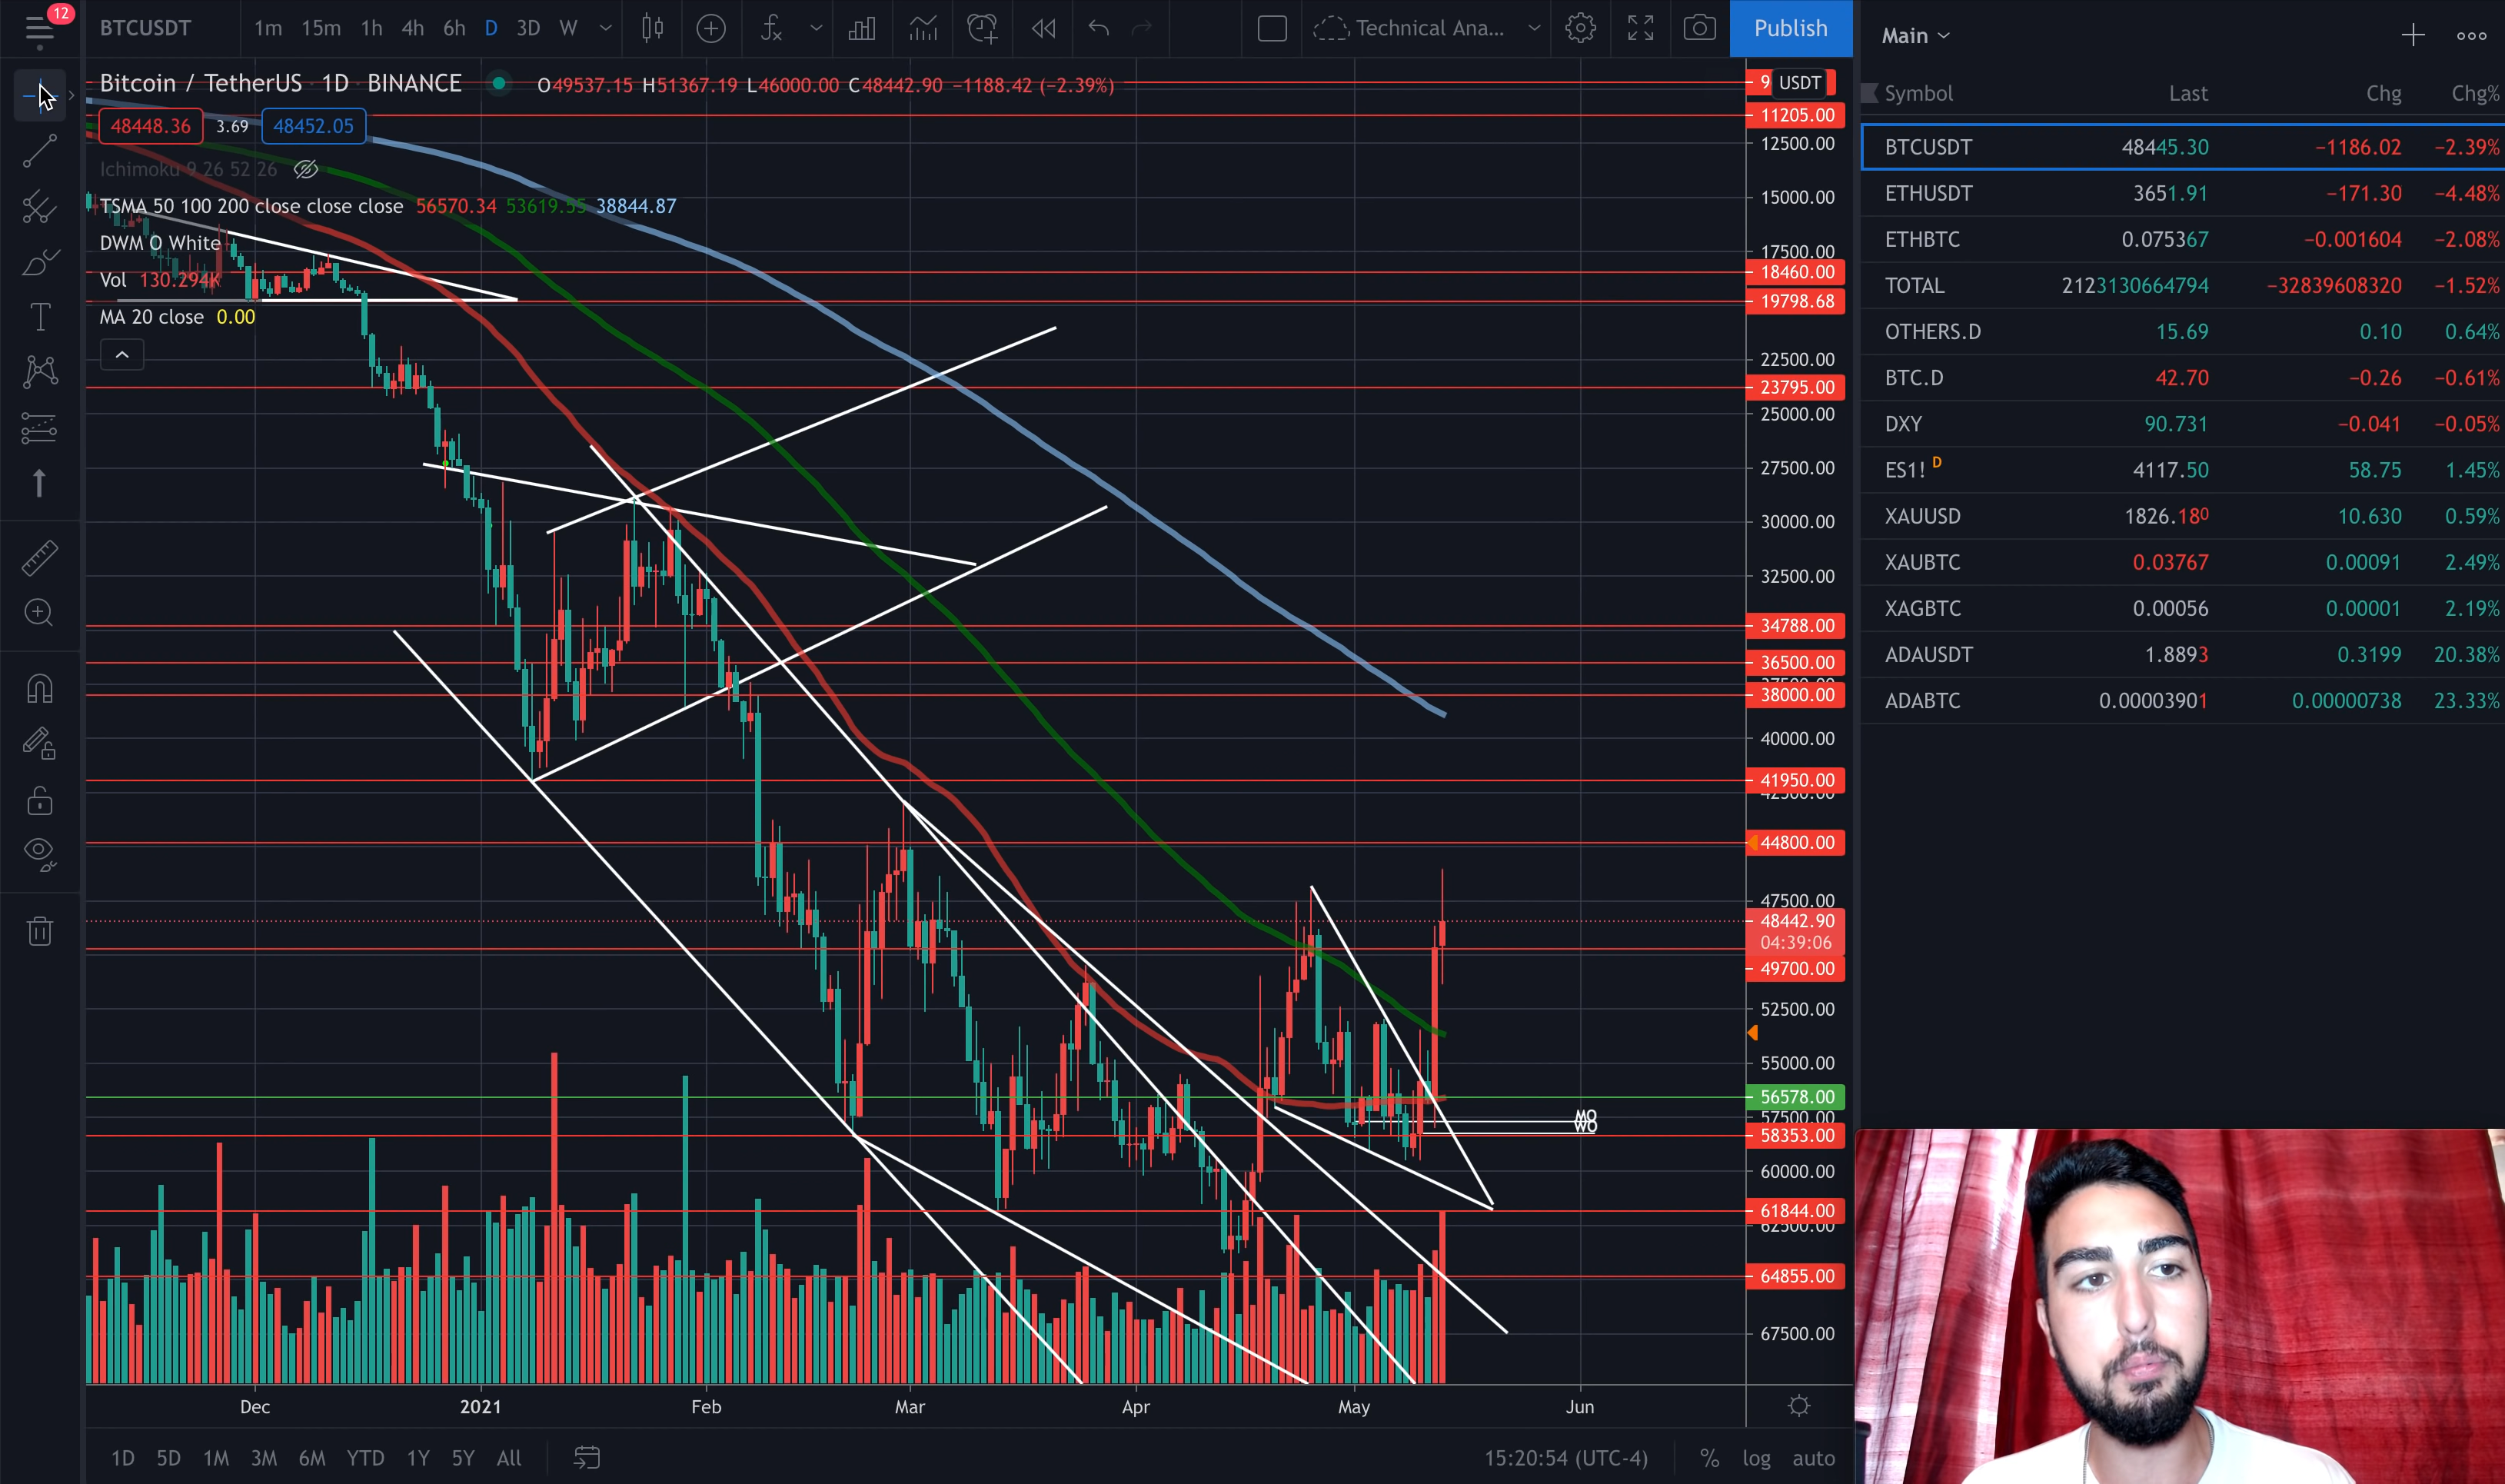 12
BTCUSDT 1m 15m 1h 4h 6h D 3D W Technical Ana... Publish
Bitcoin / TetherUS · 1D · BINANCE O49537.15 H51367.19 L46000.00 C48442.90 −1188.42 (−2.39%)
48448.36 3.69 48452.05
Ichimoku 9 26 52 26
TSMA 50 100 200 close close close 56570.34 53619.55 38844.87
DWM O White
Vol 130.294K
MA 20 close 0.00
9 USDT
11205.00
12500.00
15000.00
17500.00
18460.00
19798.68
22500.00
23795.00
25000.00
27500.00
30000.00
32500.00
34788.00
36500.00
37500.00
38000.00
40000.00
41950.00
42500.00
44800.00
47500.00
48442.90
04:39:06
49700.00
52500.00
55000.00
56578.00
57500.00
58353.00
60000.00
61844.00
62500.00
64855.00
67500.00
MO
WO
Dec 2021 Feb Mar Apr May Jun
1D 5D 1M 3M 6M YTD 1Y 5Y All 15:20:54 (UTC-4) % log auto
Main
Symbol Last Chg Chg%
BTCUSDT 48445.30 −1186.02 −2.39%
ETHUSDT 3651.91 −171.30 −4.48%
ETHBTC 0.075367 −0.001604 −2.08%
TOTAL 2123130664794 −32839608320 −1.52%
OTHERS.D 15.69 0.10 0.64%
BTC.D 42.70 −0.26 −0.61%
DXY 90.731 −0.041 −0.05%
ES1! D 4117.50 58.75 1.45%
XAUUSD 1826.180 10.630 0.59%
XAUBTC 0.03767 0.00091 2.49%
XAGBTC 0.00056 0.00001 2.19%
ADAUSDT 1.8893 0.3199 20.38%
ADABTC 0.00003901 0.00000738 23.33%